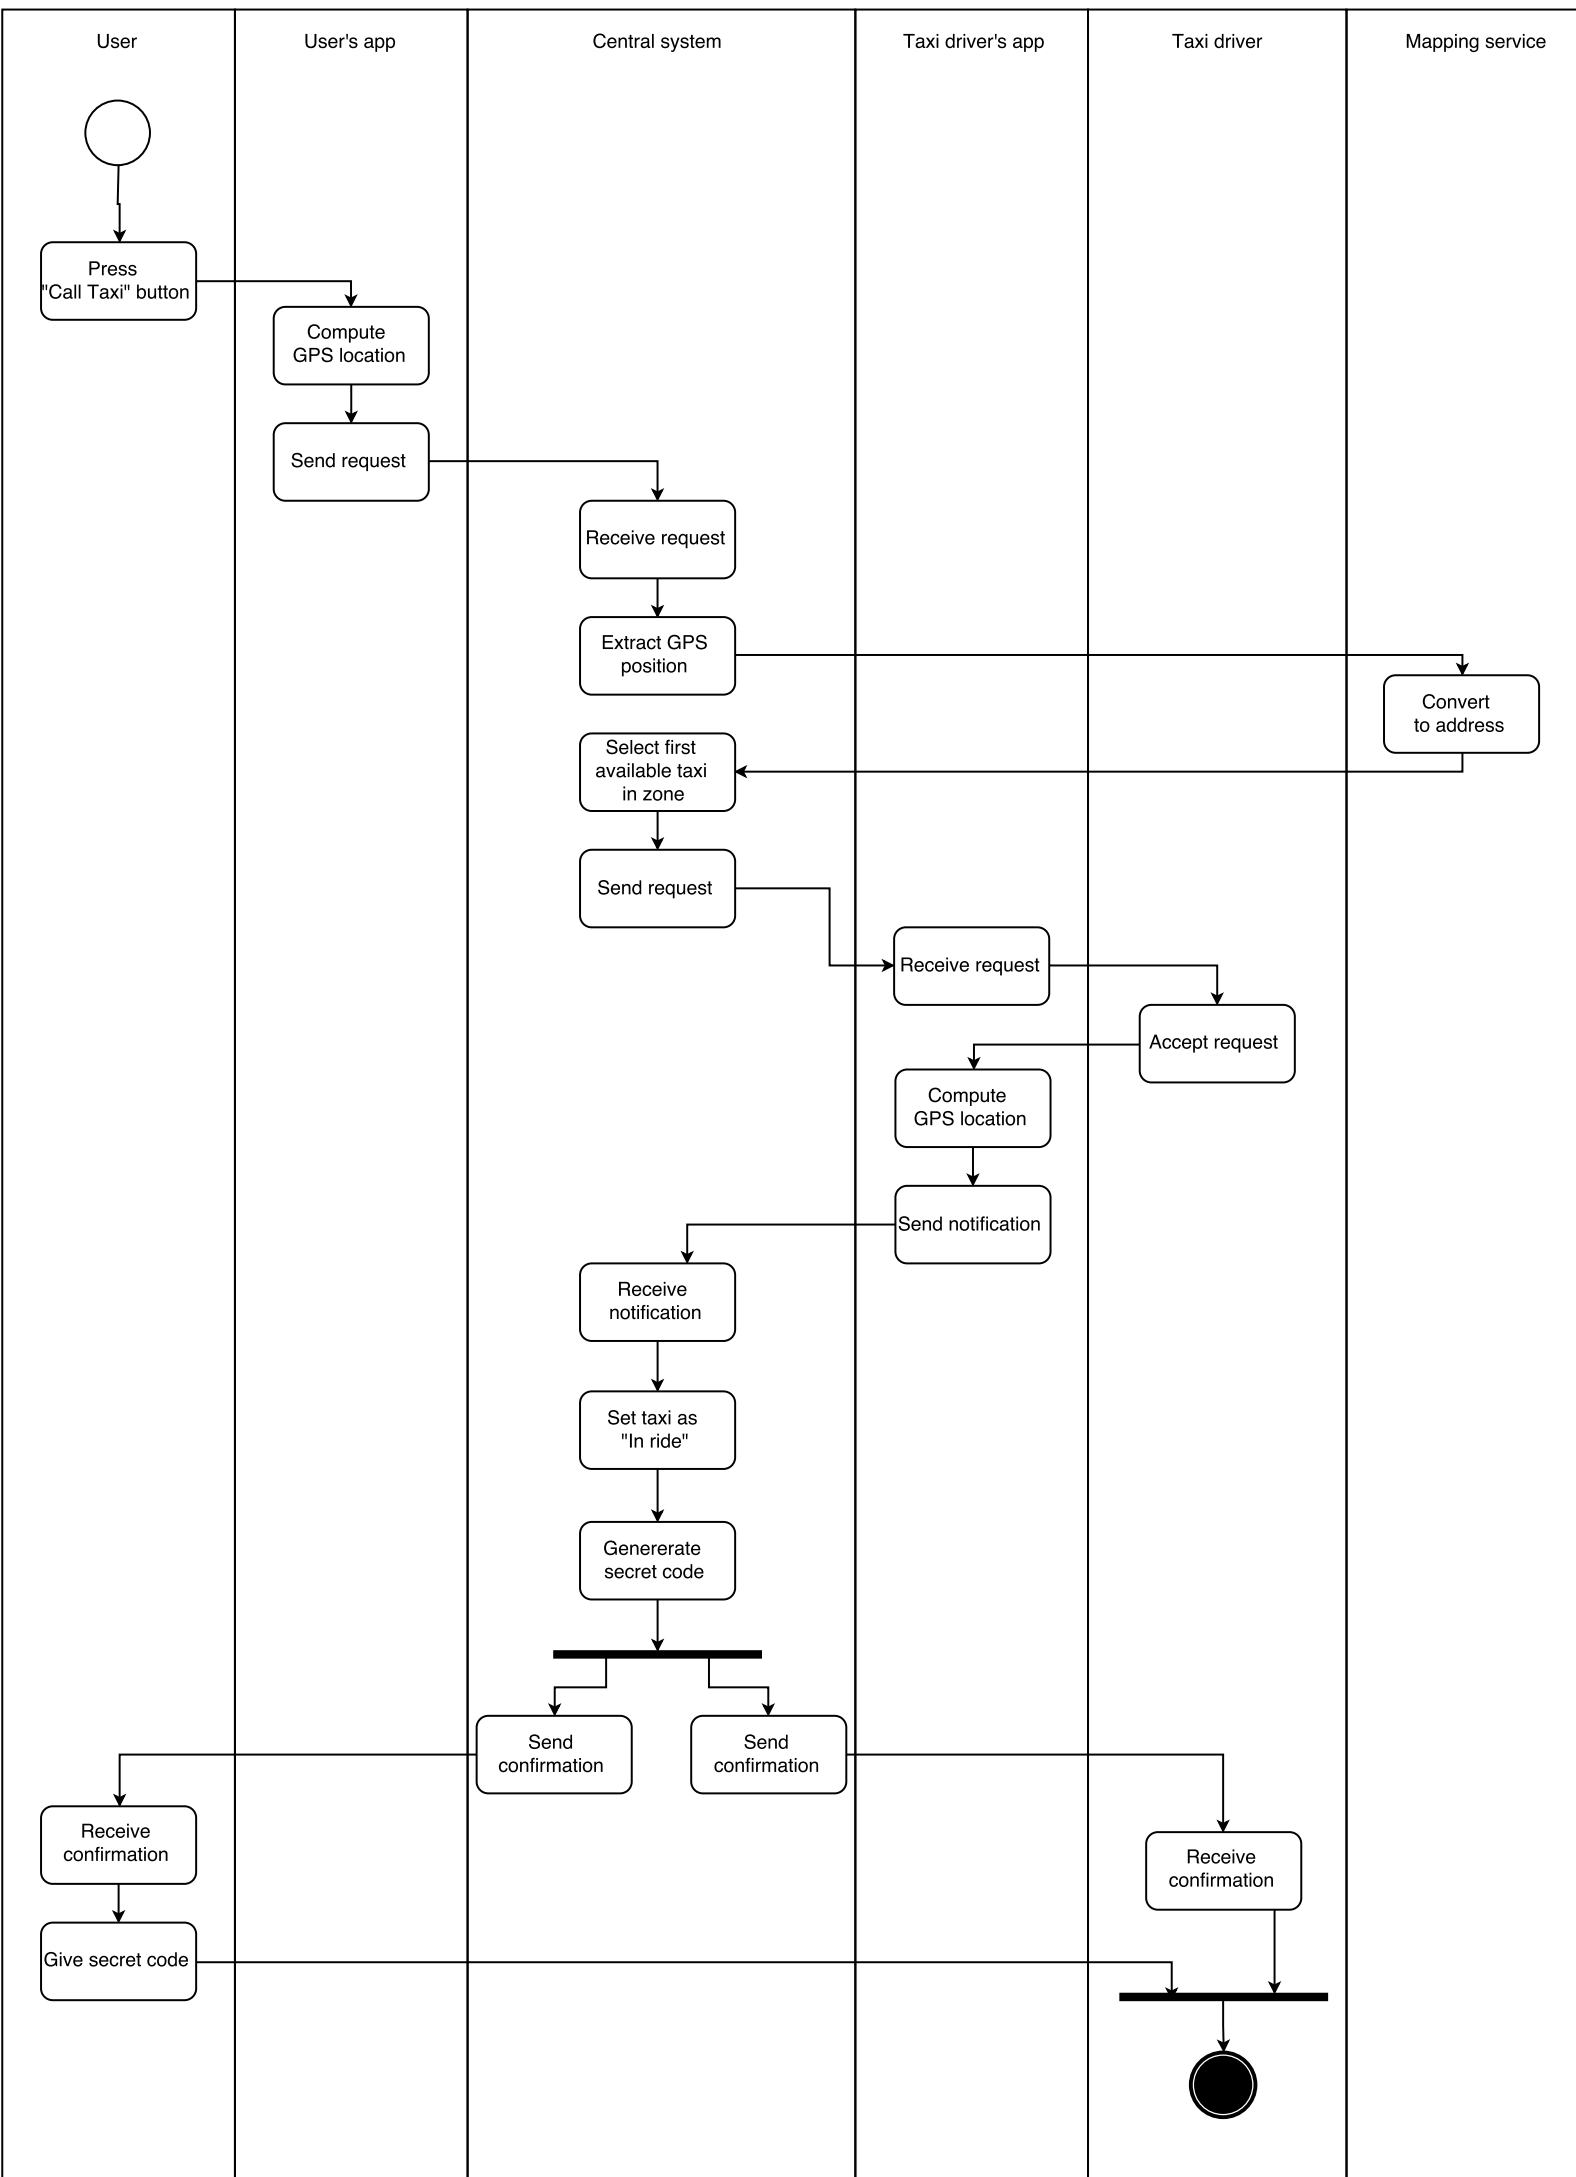 User
User's app
Central system
Taxi driver's app
Taxi driver
Mapping service
Press
"Call Taxi" button
Compute
GPS location
Send request
Receive request
Extract GPS
position
Convert
to address
Select first
available taxi
in zone
Send request
Receive request
Accept request
Compute
GPS location
Send notification
Receive
notification
Set taxi as
"In ride"
Genererate
secret code
Send
confirmation
Send
confirmation
Receive
confirmation
Receive
confirmation
Give secret code